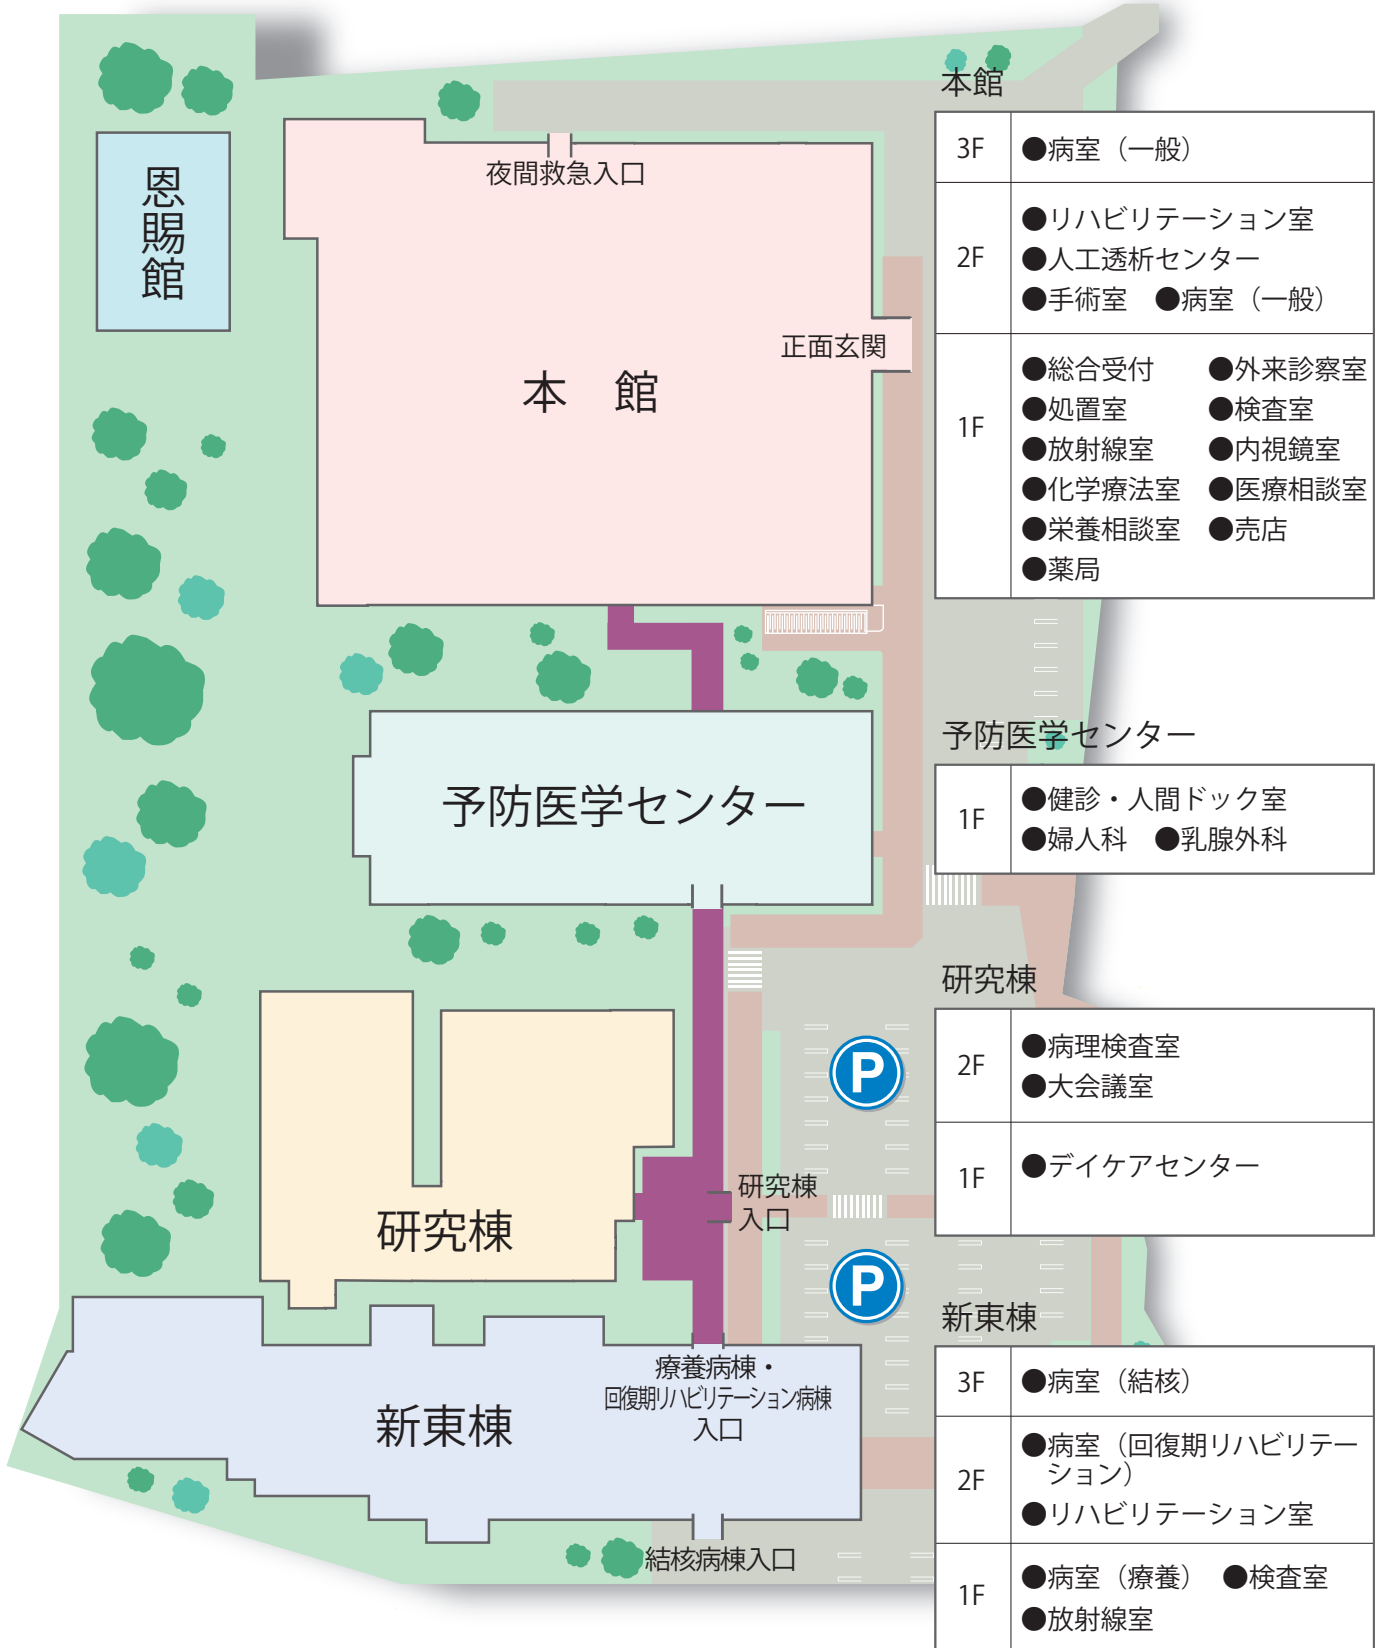 恩賜館
夜間救急入口
正面玄関
本　館
予防医学センター
研究棟
研究棟
入口
P
P
新東棟
療養病棟・
回復期リハビリテーション病棟
入口
結核病棟入口
本館
3F ●病室（一般）
2F ●リハビリテーション室
●人工透析センター
●手術室 ●病室（一般）
1F ●総合受付 ●外来診察室
●処置室 ●検査室
●放射線室 ●内視鏡室
●化学療法室 ●医療相談室
●栄養相談室 ●売店
●薬局
予防医学センター
1F ●健診・人間ドック室
●婦人科 ●乳腺外科
研究棟
2F ●病理検査室
●大会議室
1F ●デイケアセンター
新東棟
3F ●病室（結核）
2F ●病室（回復期リハビリテー
ション）
●リハビリテーション室
1F ●病室（療養） ●検査室
●放射線室